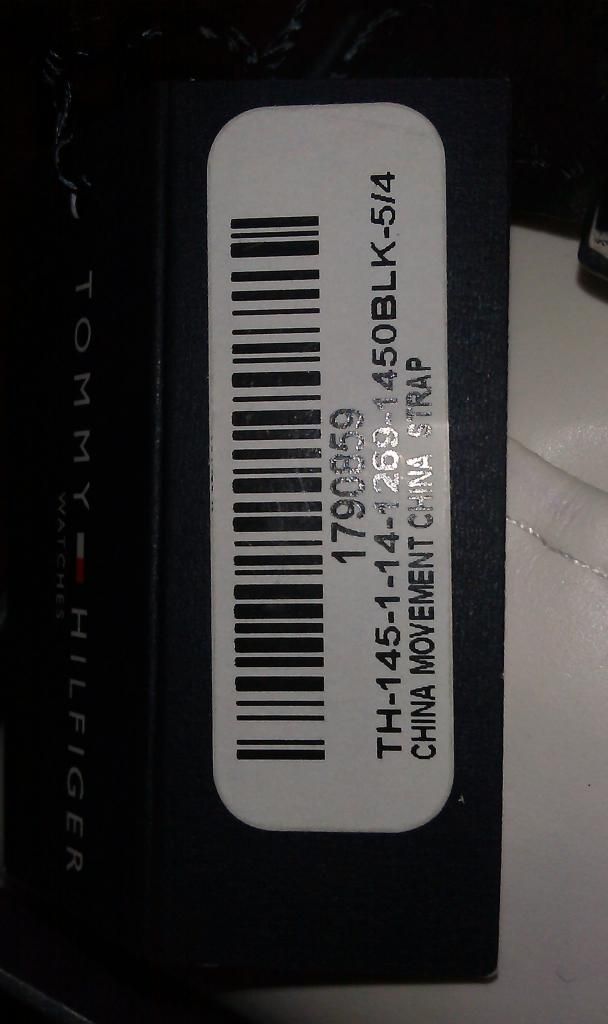 TOMMY HILFIGER
WATCHES
1790859
TH-145-1-14-1269-1450BLK-5/4
CHINA MOVEMENT CHINA STRAP